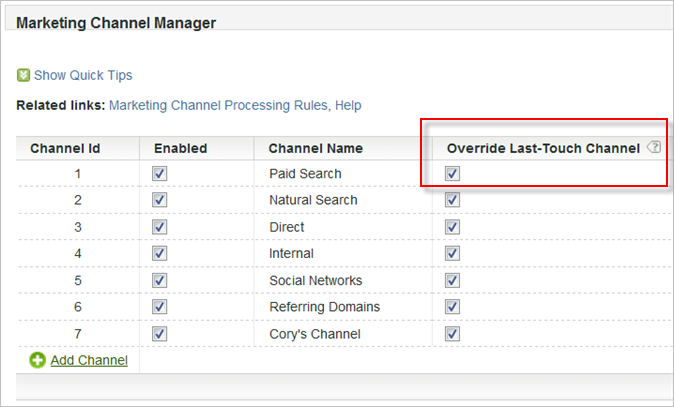 Marketing Channel Manager
Show Quick Tips
Related links: Marketing Channel Processing Rules, Help
Channel Id Enabled Channel Name Override Last-Touch Channel ?
1 Paid Search
2 Natural Search
3 Direct
4 Internal
5 Social Networks
6 Referring Domains
7 Cory's Channel
Add Channel